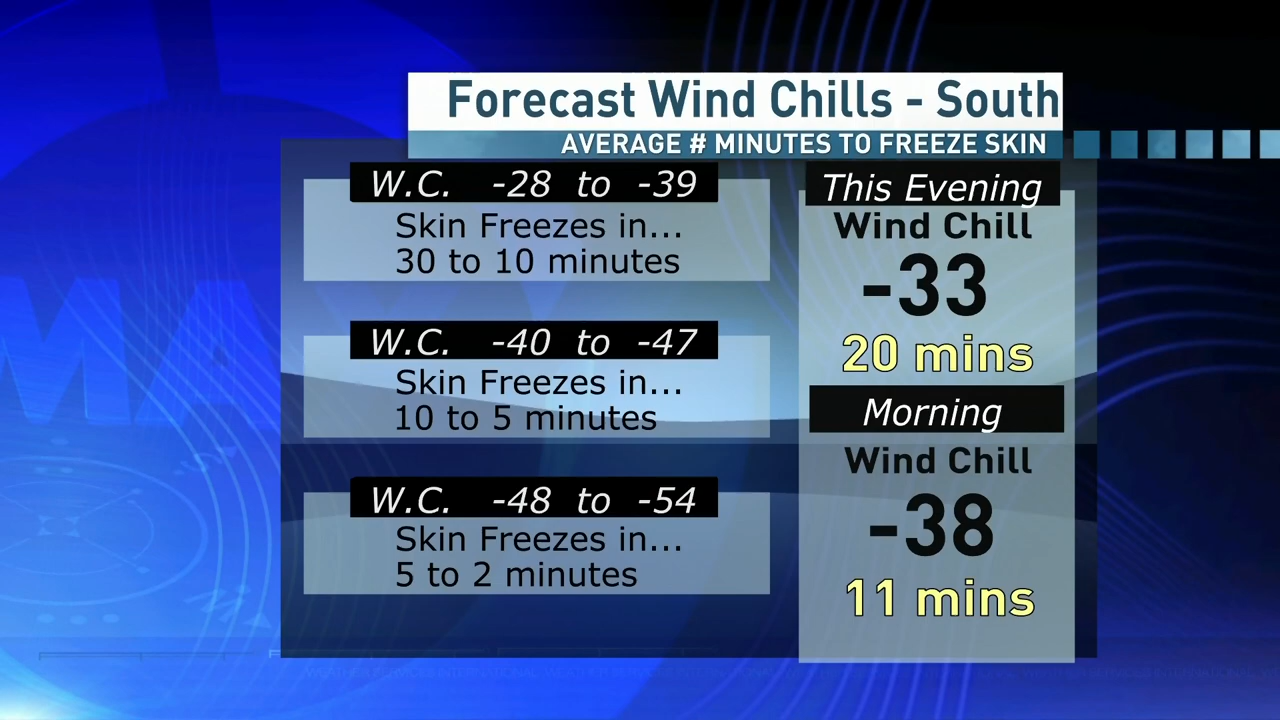 Forecast Wind Chills - South
AVERAGE # MINUTES TO FREEZE SKIN
W.C. -28 to -39
Skin Freezes in...
30 to 10 minutes
W.C. -40 to -47
Skin Freezes in...
10 to 5 minutes
W.C. -48 to -54
Skin Freezes in...
5 to 2 minutes
This Evening
Wind Chill
-33
20 mins
Morning
Wind Chill
-38
11 mins